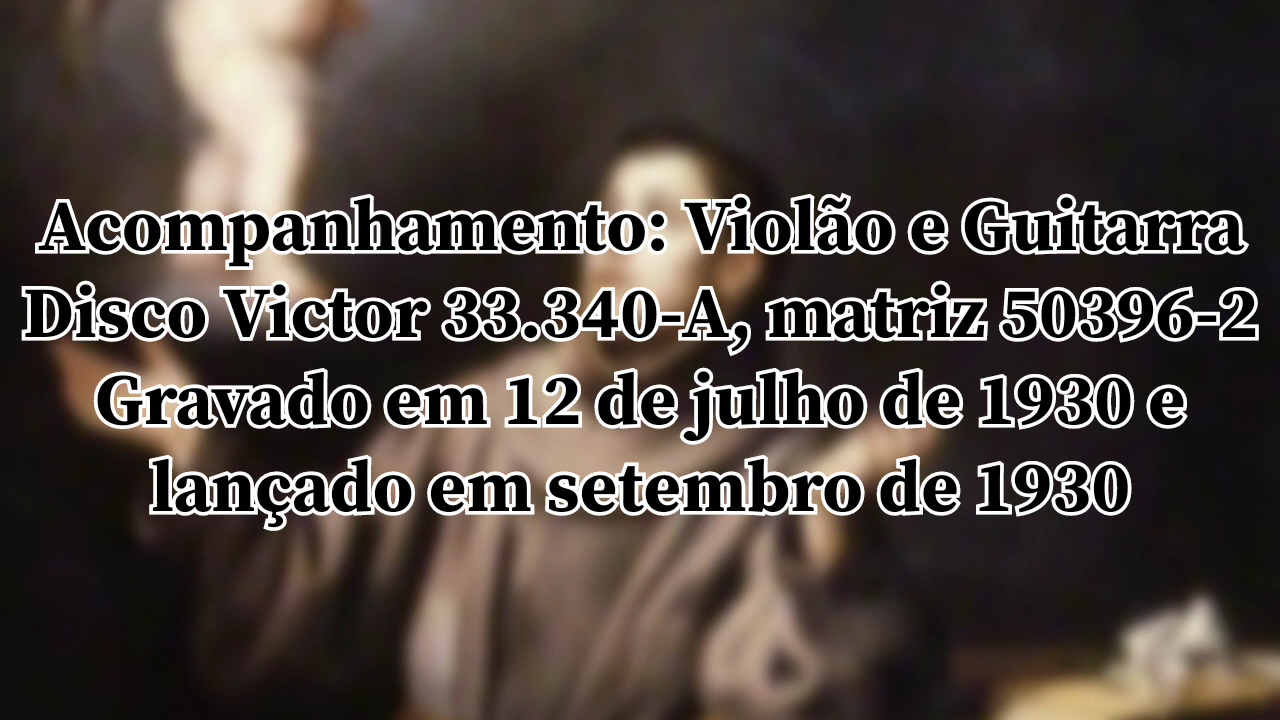 Acompanhamento: Violão e Guitarra
Disco Victor 33.340-A, matriz 50396-2
Gravado em 12 de julho de 1930 e
lançado em setembro de 1930